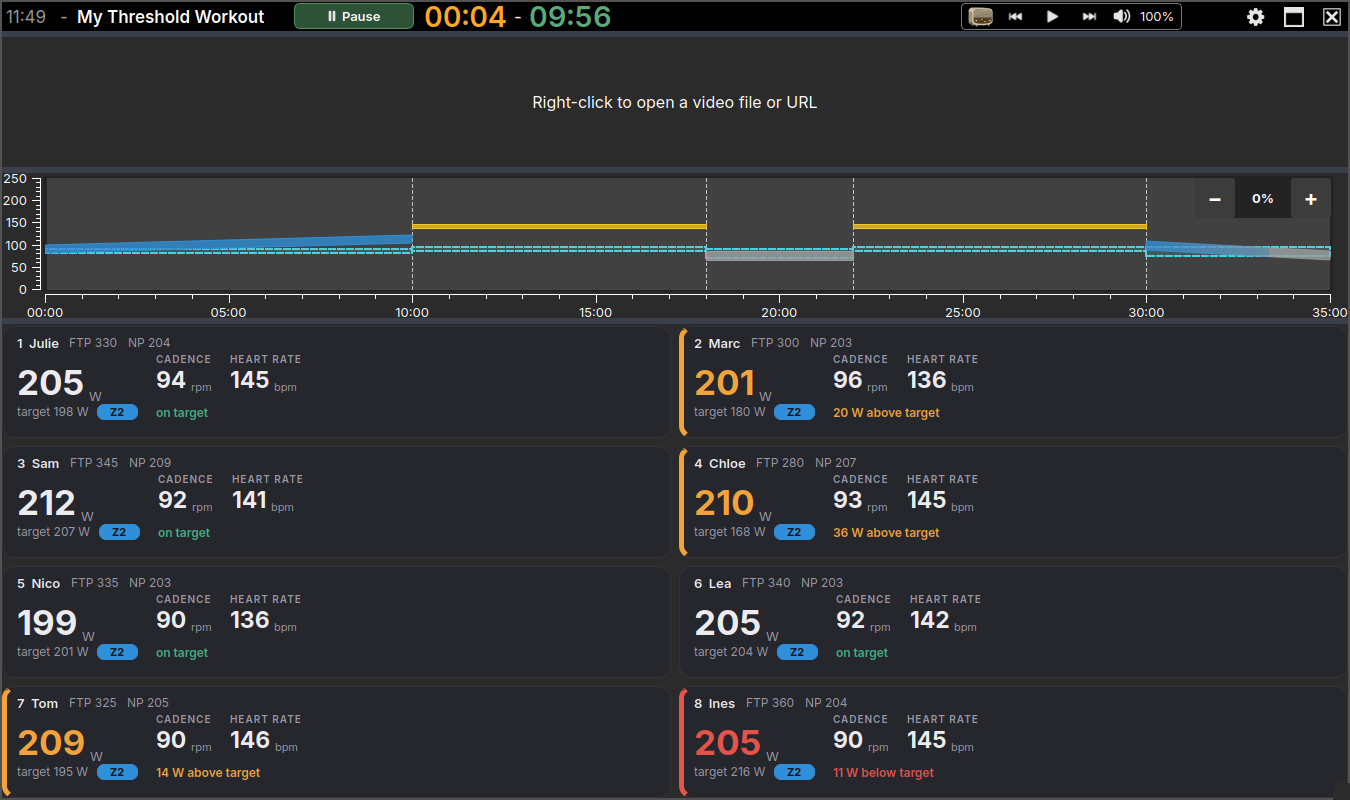 11:49 - My Threshold Workout Pause 00:04 - 09:56 100%
Right-click to open a video file or URL
250
200
150
100
50
0
− 0% +
00:00 05:00 10:00 15:00 20:00 25:00 30:00 35:00
1 Julie FTP 330 NP 204
CADENCE HEART RATE
205 W 94 rpm 145 bpm
target 198 W Z2 on target
2 Marc FTP 300 NP 203
CADENCE HEART RATE
201 W 96 rpm 136 bpm
target 180 W Z2 20 W above target
3 Sam FTP 345 NP 209
CADENCE HEART RATE
212 W 92 rpm 141 bpm
target 207 W Z2 on target
4 Chloe FTP 280 NP 207
CADENCE HEART RATE
210 W 93 rpm 145 bpm
target 168 W Z2 36 W above target
5 Nico FTP 335 NP 203
CADENCE HEART RATE
199 W 90 rpm 136 bpm
target 201 W Z2 on target
6 Lea FTP 340 NP 203
CADENCE HEART RATE
205 W 92 rpm 142 bpm
target 204 W Z2 on target
7 Tom FTP 325 NP 205
CADENCE HEART RATE
209 W 90 rpm 146 bpm
target 195 W Z2 14 W above target
8 Ines FTP 360 NP 204
CADENCE HEART RATE
205 W 90 rpm 145 bpm
target 216 W Z2 11 W below target